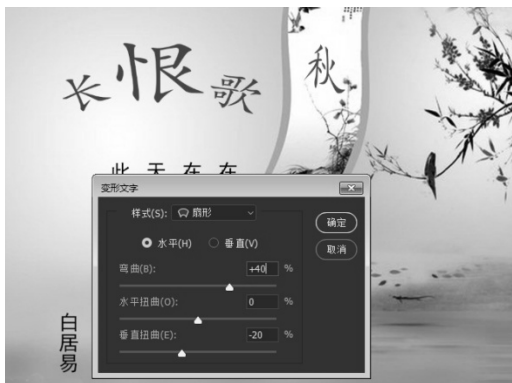 长恨歌
秋
此天在在
变形文字
样式(S): 扇形
水平(H) 垂直(V)
确定
取消
弯曲(B): +40 %
水平扭曲(O): 0 %
垂直扭曲(E): -20 %
白居易